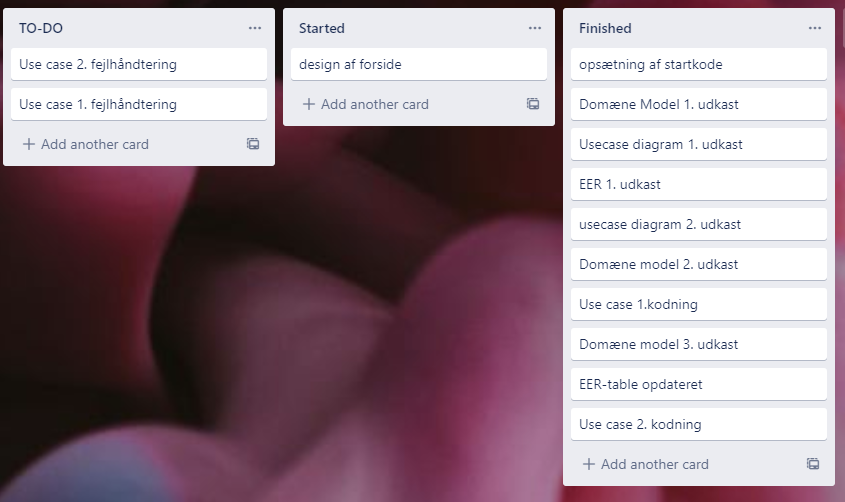 TO-DO
Use case 2. fejlhåndtering
Use case 1. fejlhåndtering
Add another card
Started
design af forside
Add another card
Finished
opsætning af startkode
Domæne Model 1. udkast
Usecase diagram 1. udkast
EER 1. udkast
usecase diagram 2. udkast
Domæne model 2. udkast
Use case 1.kodning
Domæne model 3. udkast
EER-table opdateret
Use case 2. kodning
Add another card